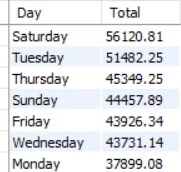 Day Total
Saturday 56120.81
Tuesday 51482.25
Thursday 45349.25
Sunday 44457.89
Friday 43926.34
Wednesday 43731.14
Monday 37899.08